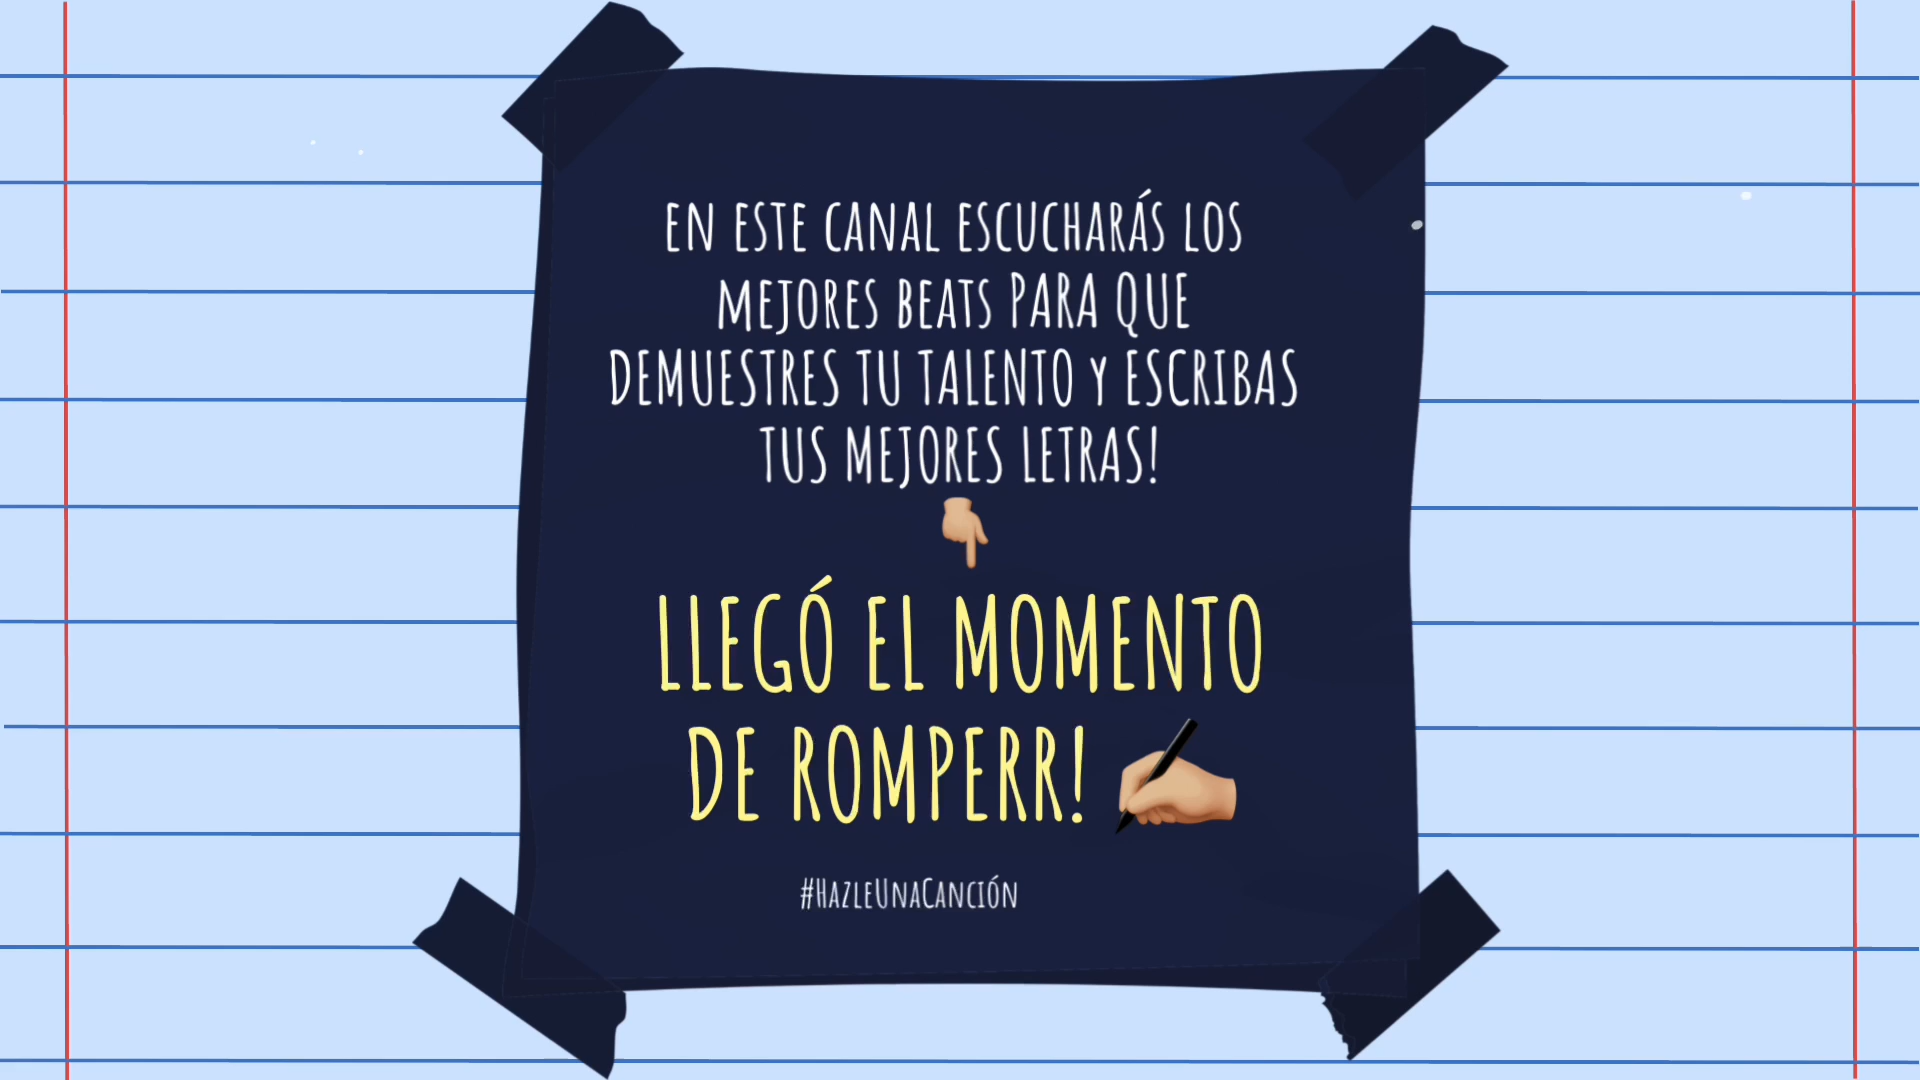 EN ESTE CANAL ESCUCHARÁS LOS
MEJORES BEATS PARA QUE
DEMUESTRES TU TALENTO Y ESCRIBAS
TUS MEJORES LETRAS!
👇🏼
LLEGÓ EL MOMENTO
DE ROMPERR! ✍🏼
#HazleUnaCanción